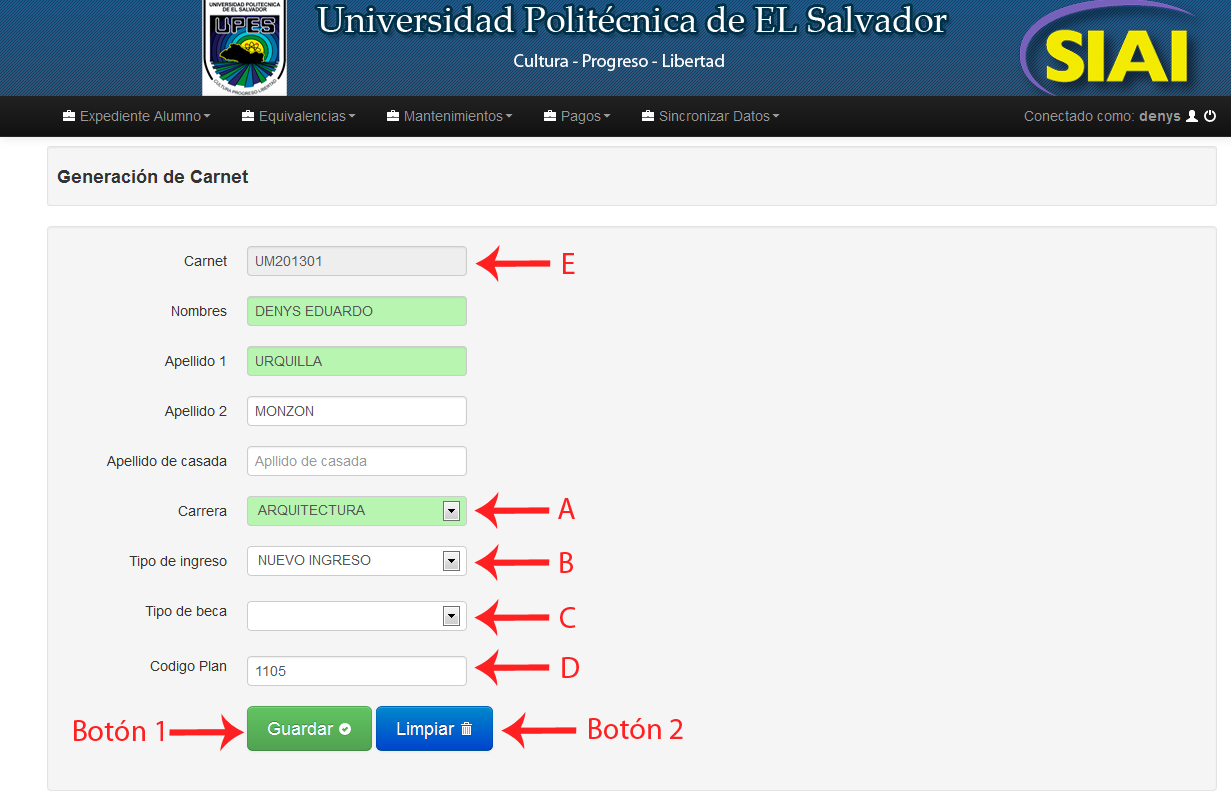 UNIVERSIDAD POLITECNICA
DE EL SALVADOR
UPES
CULTURA PROGRESO LIBERTAD
Universidad Politécnica de EL Salvador
Cultura - Progreso - Libertad
SIAI
Expediente Alumno Equivalencias Mantenimientos Pagos Sincronizar Datos Conectado como: denys
Generación de Carnet
Carnet UM201301 E
Nombres DENYS EDUARDO
Apellido 1 URQUILLA
Apellido 2 MONZON
Apellido de casada Apllido de casada
Carrera ARQUITECTURA A
Tipo de ingreso NUEVO INGRESO B
Tipo de beca C
Codigo Plan 1105 D
Botón 1 Guardar Limpiar Botón 2